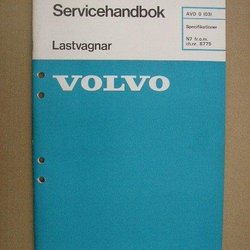 Servicehandbok
AVD 0 (03)
Specifikationer
N7 fr.o.m.
ch.nr. 8775
Lastvagnar
VOLVO